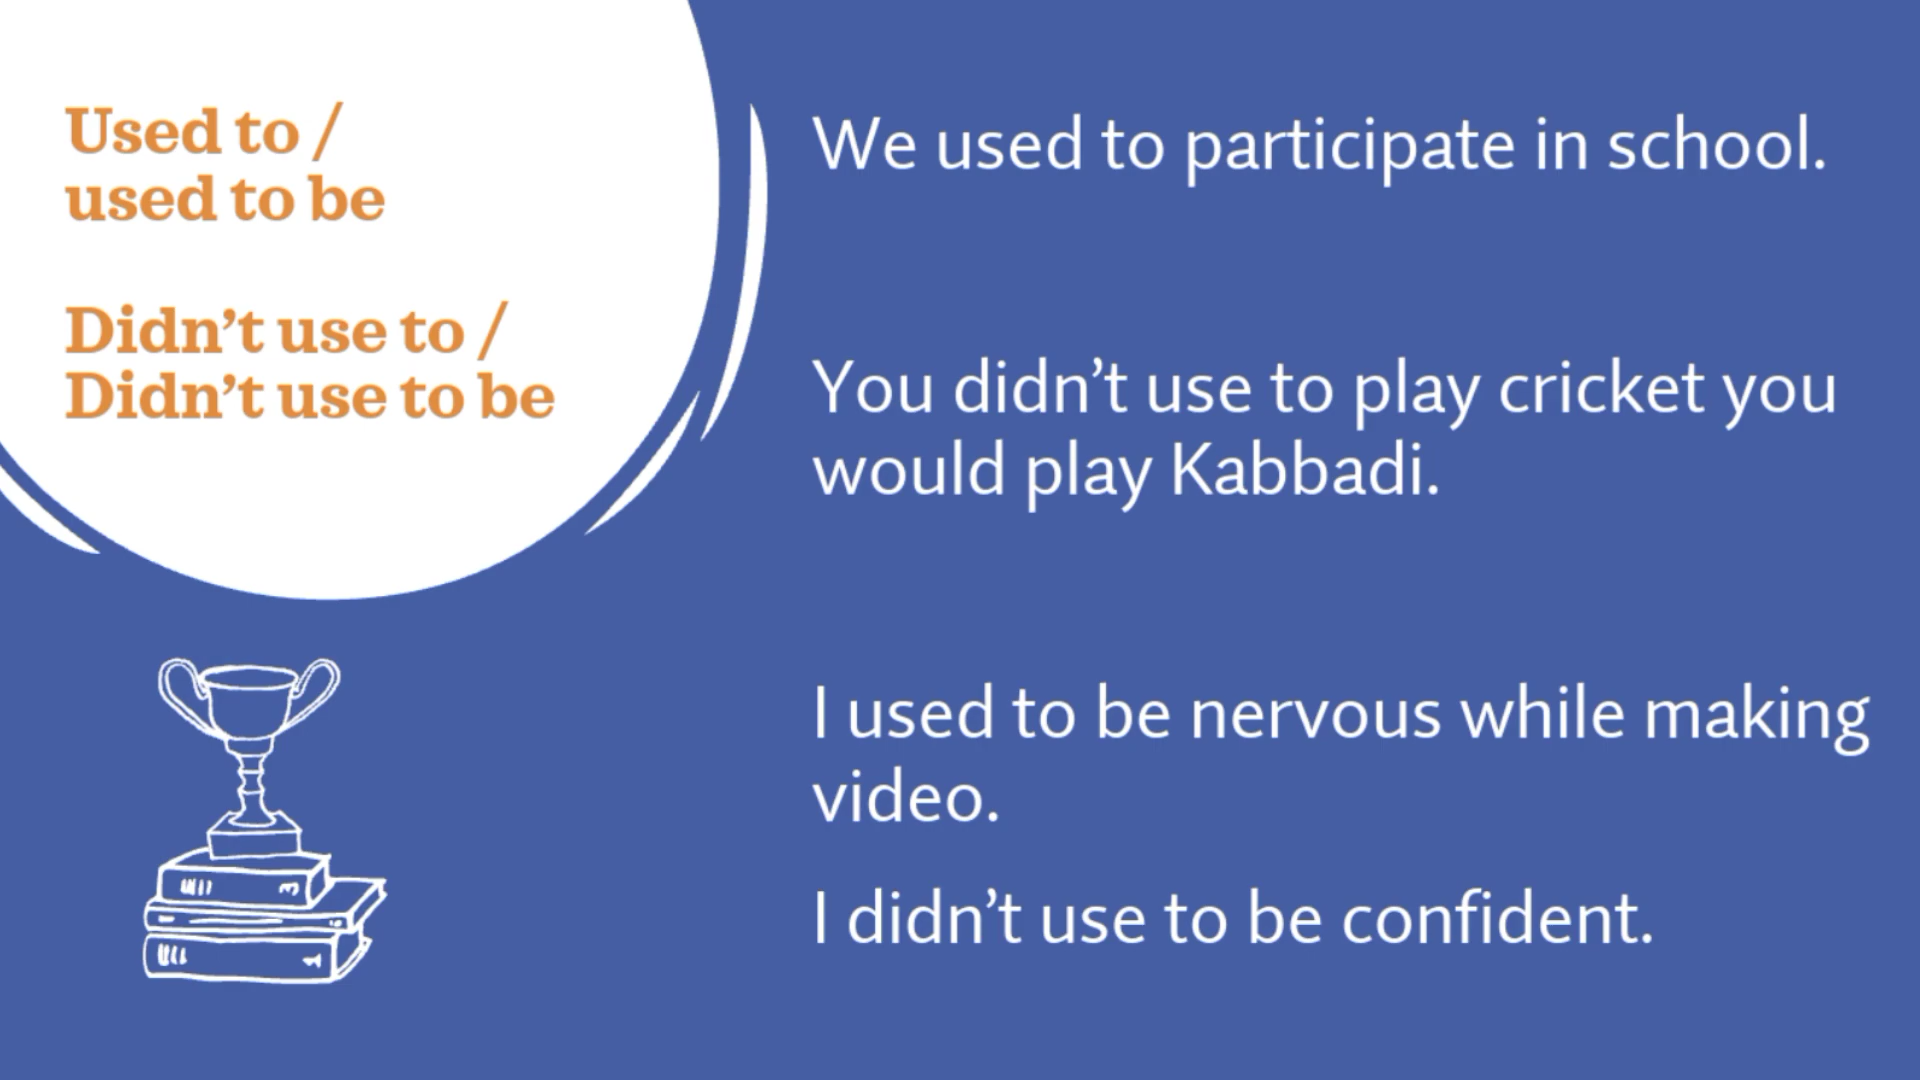 Used to /
used to be
Didn’t use to /
Didn’t use to be
We used to participate in school.
You didn’t use to play cricket you
would play Kabbadi.
I used to be nervous while making
video.
I didn’t use to be confident.